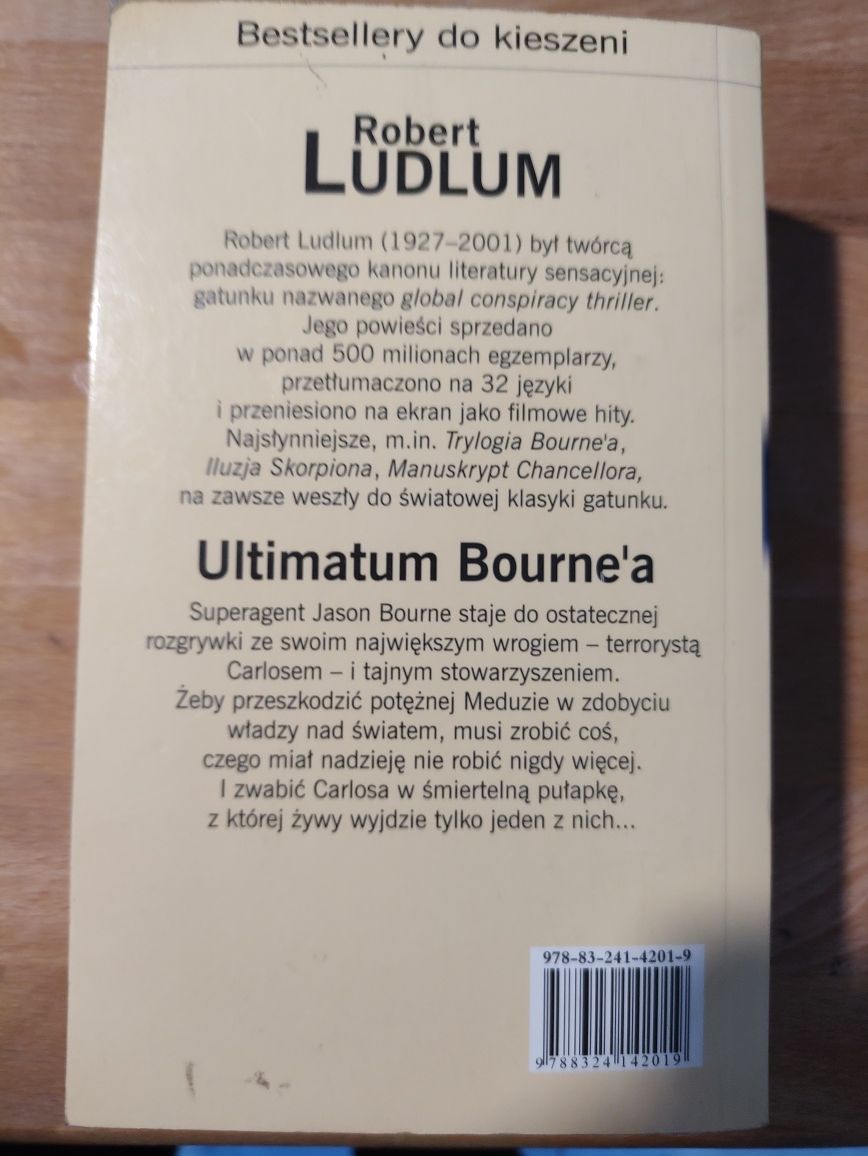 Bestsellery do kieszeni
Robert
LUDLUM
Robert Ludlum (1927–2001) był twórcą
ponadczasowego kanonu literatury sensacyjnej:
gatunku nazwanego global conspiracy thriller.
Jego powieści sprzedano
w ponad 500 milionach egzemplarzy,
przetłumaczono na 32 języki
i przeniesiono na ekran jako filmowe hity.
Najsłynniejsze, m.in. Trylogia Bourne'a,
Iluzja Skorpiona, Manuskrypt Chancellora,
na zawsze weszły do światowej klasyki gatunku.
Ultimatum Bourne'a
Superagent Jason Bourne staje do ostatecznej
rozgrywki ze swoim największym wrogiem – terrorystą
Carlosem – i tajnym stowarzyszeniem.
Żeby przeszkodzić potężnej Meduzie w zdobyciu
władzy nad światem, musi zrobić coś,
czego miał nadzieję nie robić nigdy więcej.
I zwabić Carlosa w śmiertelną pułapkę,
z której żywy wyjdzie tylko jeden z nich...
978-83-241-4201-9
9 788324 142019